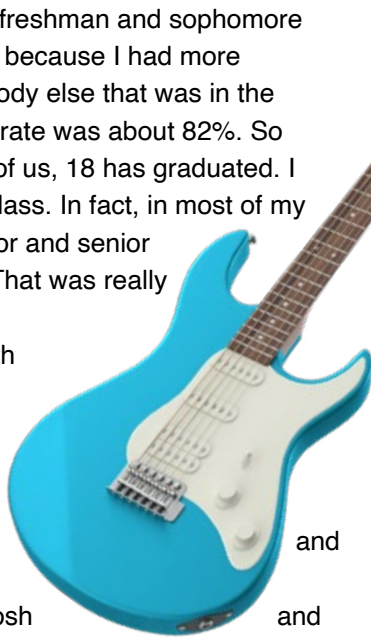 freshman and sophomore
because I had more
ody else that was in the
rate was about 82%. So
of us, 18 has graduated. I
lass. In fact, in most of my
or and senior
That was really
th
and
osh and